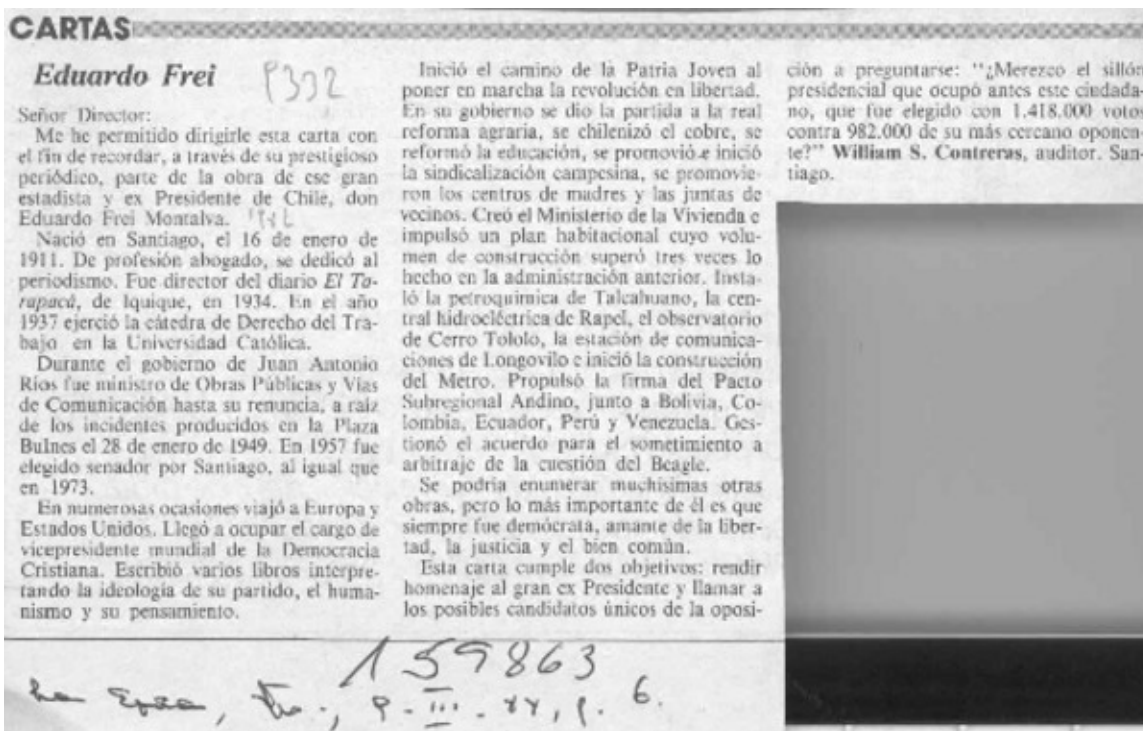 CARTAS
Eduardo Frei
Señor Director:
Me he permitido dirigirle esta carta con
el fin de recordar, a través de su prestigioso
periódico, parte de la obra de ese gran
estadista y ex Presidente de Chile, don
Eduardo Frei Montalva.
Nació en Santiago, el 16 de enero de
1911. De profesión abogado, se dedicó al
periodismo. Fue director del diario El Ta-
rapacá, de Iquique, en 1934. En el año
1937 ejerció la cátedra de Derecho del Tra-
bajo en la Universidad Católica.
Durante el gobierno de Juan Antonio
Ríos fue ministro de Obras Públicas y Vías
de Comunicación hasta su renuncia, a raíz
de los incidentes producidos en la Plaza
Bulnes el 28 de enero de 1949. En 1957 fue
elegido senador por Santiago, al igual que
en 1973.
En numerosas ocasiones viajó a Europa y
Estados Unidos. Llegó a ocupar el cargo de
vicepresidente mundial de la Democracia
Cristiana. Escribió varios libros interpre-
tando la ideología de su partido, el huma-
nismo y su pensamiento.
Inició el camino de la Patria Joven al
poner en marcha la revolución en libertad.
En su gobierno se dio la partida a la real
reforma agraria, se chilenizó el cobre, se
reformó la educación, se promovió e inició
la sindicalización campesina, se promovie-
ron los centros de madres y las juntas de
vecinos. Creó el Ministerio de la Vivienda e
impulsó un plan habitacional cuyo volu-
men de construcción superó tres veces lo
hecho en la administración anterior. Insta-
ló la petroquímica de Talcahuano, la cen-
tral hidroeléctrica de Rapel, el observatorio
de Cerro Tololo, la estación de comunica-
ciones de Longovilo e inició la construcción
del Metro. Propulsó la firma del Pacto
Subregional Andino, junto a Bolivia, Co-
lombia, Ecuador, Perú y Venezuela. Ges-
tionó el acuerdo para el sometimiento a
arbitraje de la cuestión del Beagle.
Se podría enumerar muchísimas otras
obras, pero lo más importante de él es que
siempre fue demócrata, amante de la liber-
tad, la justicia y el bien común.
Esta carta cumple dos objetivos: rendir
homenaje al gran ex Presidente y llamar a
los posibles candidatos únicos de la oposi-
ción a preguntarse: "¿Merezco el sillón
presidencial que ocupó antes este ciudada-
no, que fue elegido con 1.418.000 votos
contra 982.000 de su más cercano oponen-
te?" William S. Contreras, auditor. San-
tiago.
159863
6.